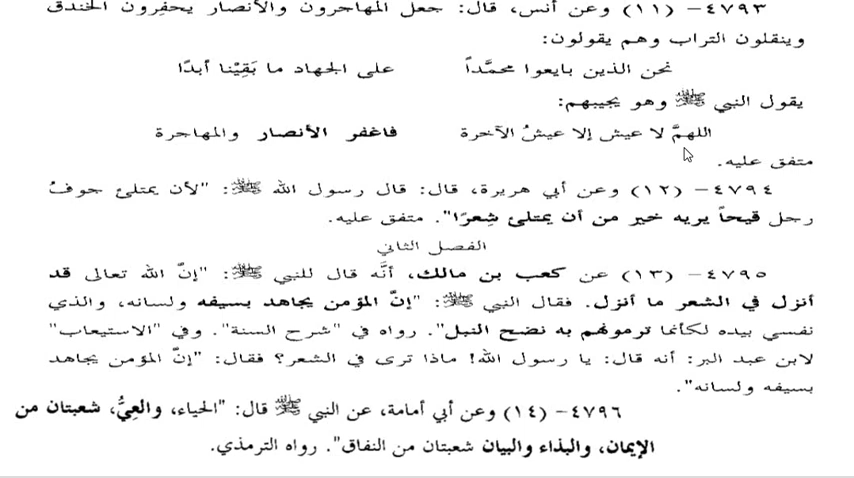 ٤٧٩٣- (١١) وعن أنس، قال: جعل المهاجرون والأنصار يحفرون الخندق
وينقلون التراب وهم يقولون:
نحن الذين بايعوا محمَّداً على الجهاد ما بَقِيْنا أبدًا
يقول النبي ﷺ وهو يجيبهم:
اللهمَّ لا عيش إلا عيشُ الآخرة فاغفر الأنصار والمهاجرة
متفق عليه.
٤٧٩٤- (١٢) وعن أبي هريرة، قال: قال رسول الله ﷺ: "لأن يمتلئ جوفُ
رجل قيحاً يريه خير من أن يمتلئ شِعرًا". متفق عليه.
الفصل الثاني
٤٧٩٥- (١٣) عن كعب بن مالك، أنَّه قال للنبي ﷺ: "إنَّ الله تعالى قد
أنزل في الشعر ما أنزل. فقال النبي ﷺ: "إنَّ المؤمن يجاهد بسيفه ولسانه، والذي
نفسي بيده لكأنما ترمونهم به نضح النبل". رواه في "شرح السنة". وفي "الاستيعاب"
لابن عبد البر: أنه قال: يا رسول الله! ماذا ترى في الشعر؟ فقال: "إنَّ المؤمن يجاهد
بسيفه ولسانه".
٤٧٩٦- (١٤) وعن أبي أمامة، عن النبي ﷺ قال: "الحياء، والعِيُّ، شعبتان من
الإيمان، والبذاء والبيان شعبتان من النفاق". رواه الترمذي.